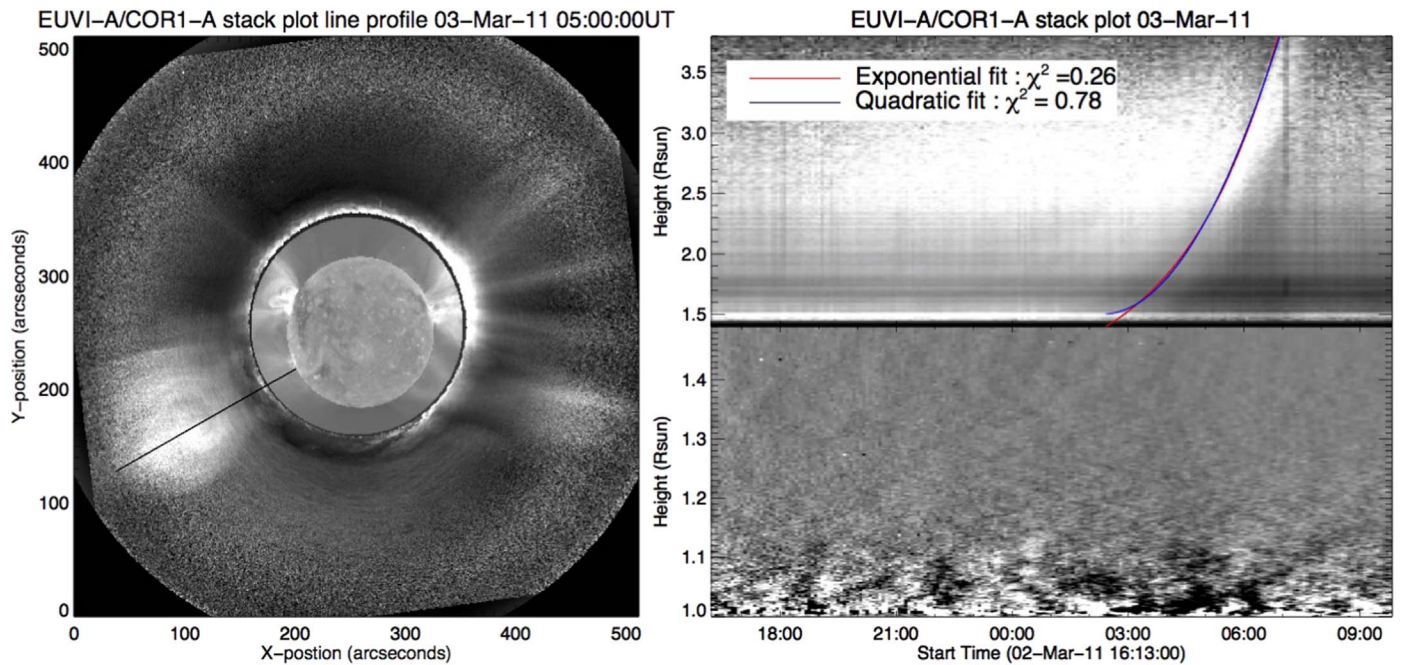 EUVI-A/COR1-A stack plot line profile 03-Mar-11 05:00:00UT
500
400
300
200
100
0
Y-position (arcseconds)
0 100 200 300 400 500
X-postion (arcseconds)
EUVI-A/COR1-A stack plot 03-Mar-11
Exponential fit : χ² =0.26
Quadratic fit : χ² = 0.78
3.5
3.0
2.5
2.0
1.5
Height (Rsun)
1.4
1.3
1.2
1.1
1.0
Height (Rsun)
18:00 21:00 00:00 03:00 06:00 09:00
Start Time (02-Mar-11 16:13:00)